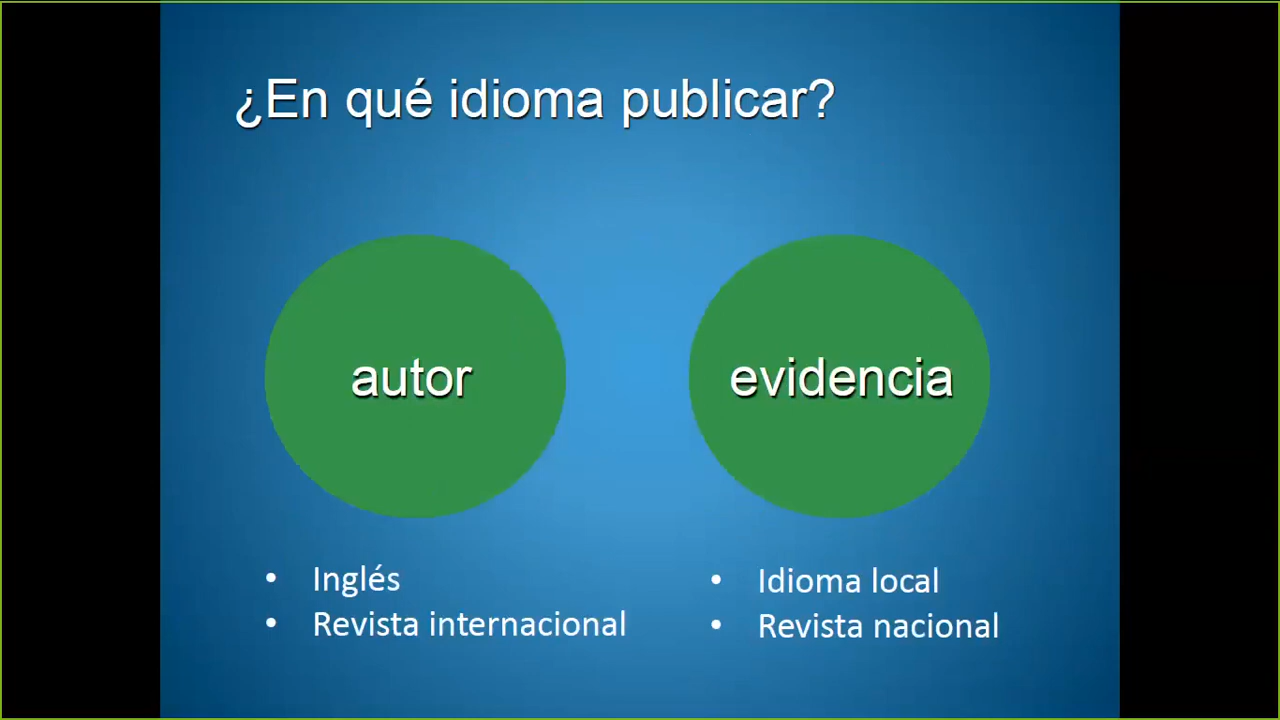 ¿En qué idioma publicar?
autor
evidencia
• Inglés
• Revista internacional
• Idioma local
• Revista nacional